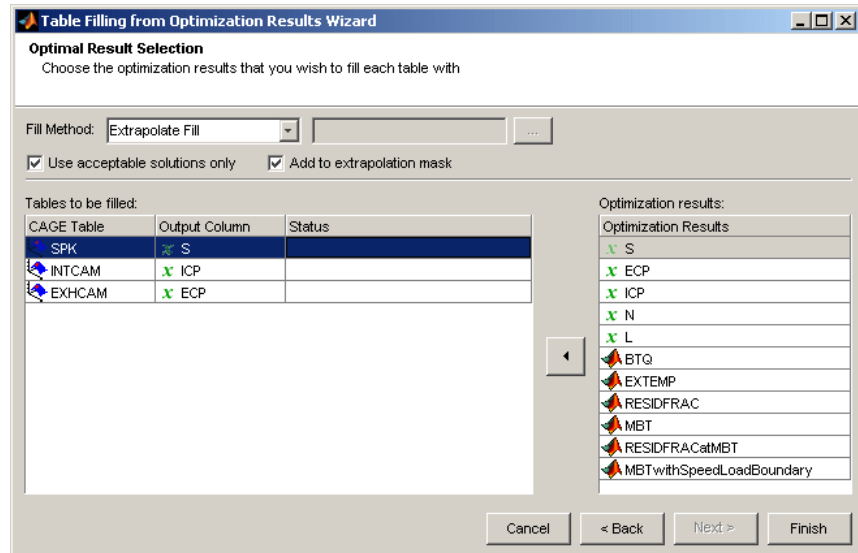 Table Filling from Optimization Results Wizard
Optimal Result Selection
Choose the optimization results that you wish to fill each table with
Fill Method: Extrapolate Fill ...
Use acceptable solutions only Add to extrapolation mask
Tables to be filled:
CAGE Table Output Column Status
SPK S
INTCAM x ICP
EXHCAM x ECP
Optimization results:
Optimization Results
x S
x ECP
x ICP
x N
x L
BTQ
EXTEMP
RESIDFRAC
MBT
RESIDFRACatMBT
MBTwithSpeedLoadBoundary
Cancel < Back Next > Finish